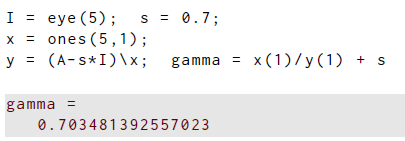 I = eye(5);  s = 0.7;
x = ones(5,1);
y = (A-s*I)\x;  gamma = x(1)/y(1) + s
gamma =
0.703481392557023